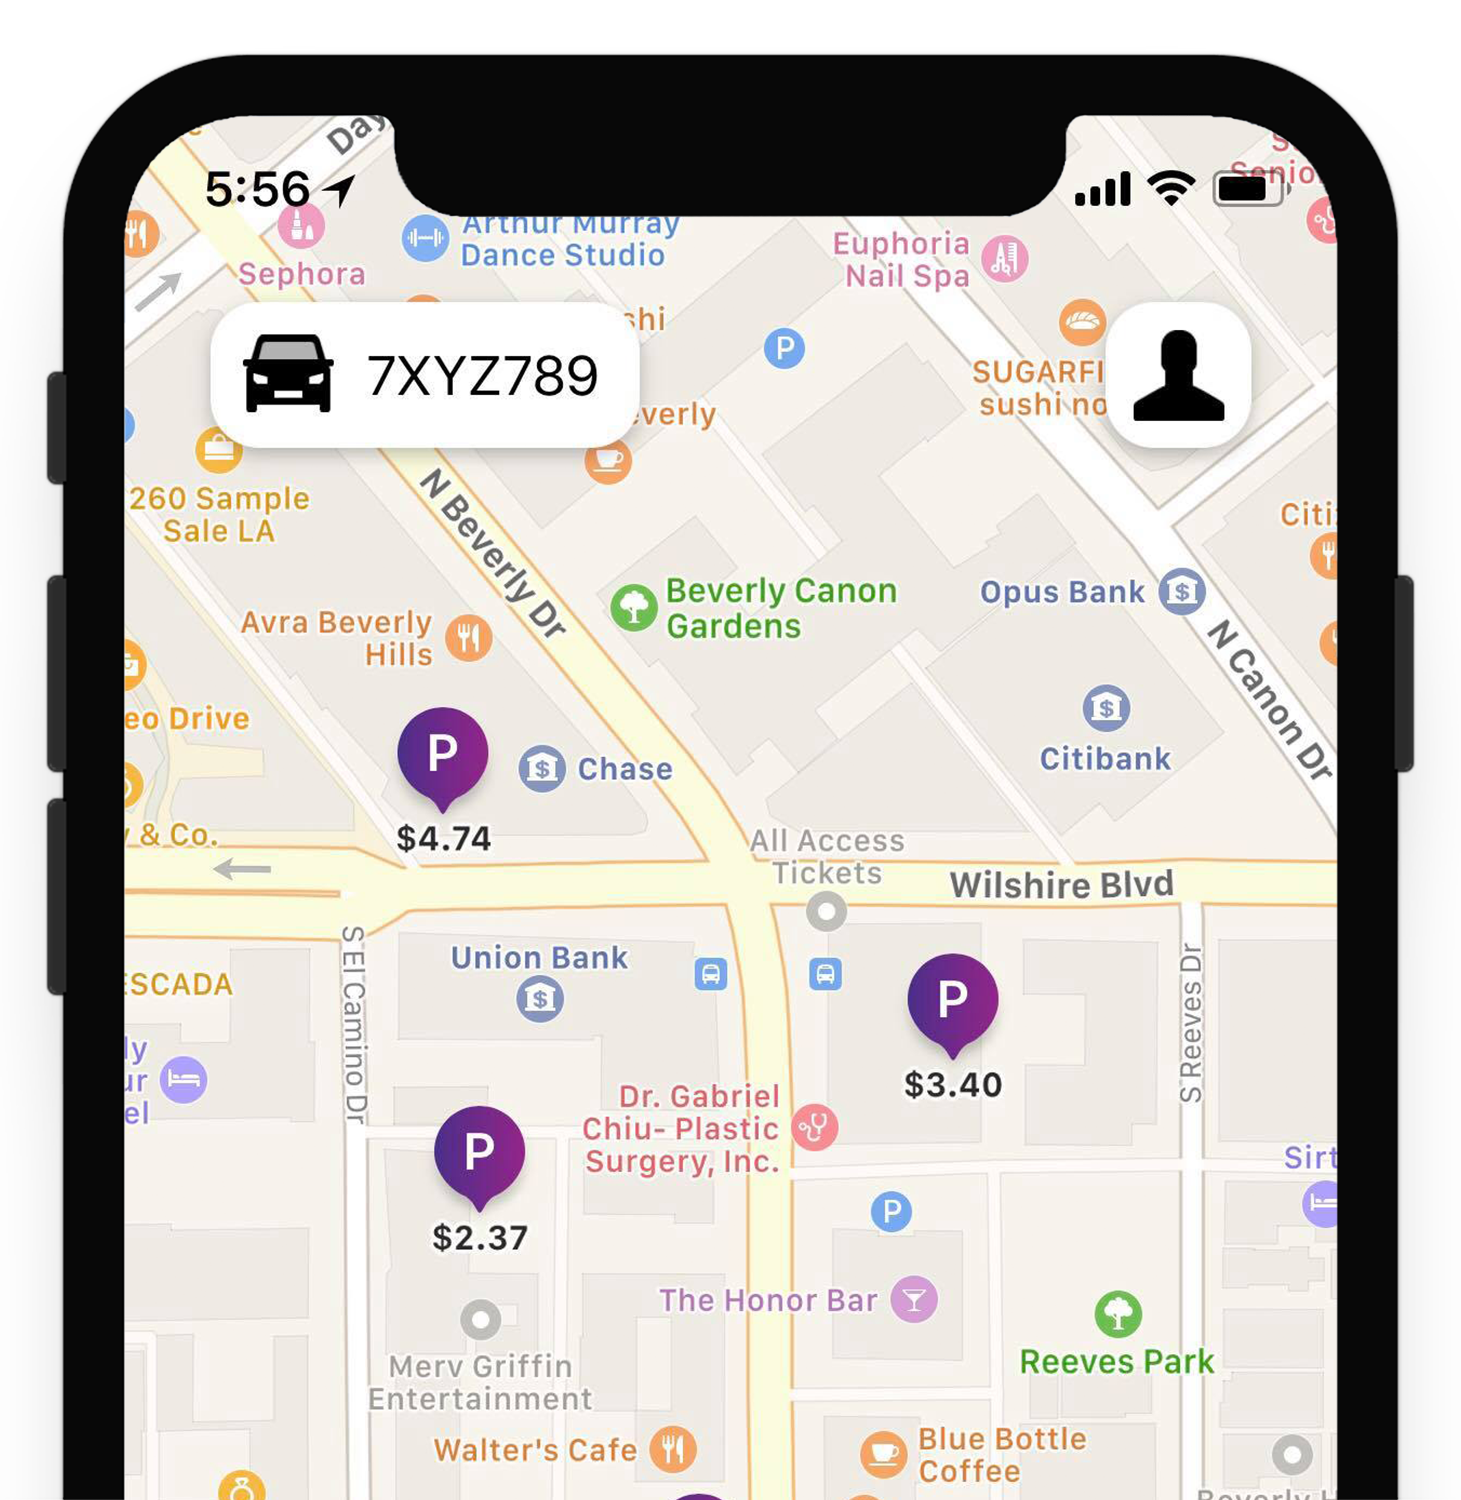 Day
5:56
Senio
Arthur Murray
Dance Studio
Sephora
Euphoria
Nail Spa
shi
P
7XYZ789
SUGARFI
sushi no
everly
260 Sample
Sale LA
N Beverly Dr
Citi
Beverly Canon
Gardens
Opus Bank
$
Avra Beverly
Hills
N Canon Dr
eo Drive
P
$
Chase
$
Citibank
$4.74
y & Co.
All Access
Tickets
Wilshire Blvd
Union Bank
$
S El Camino Dr
S Reeves Dr
ESCADA
P
$3.40
ly
ur
el
Dr. Gabriel
Chiu- Plastic
Surgery, Inc.
P
$2.37
Sirt
P
The Honor Bar
Reeves Park
Merv Griffin
Entertainment
Walter's Cafe
Blue Bottle
Coffee
Beverly H